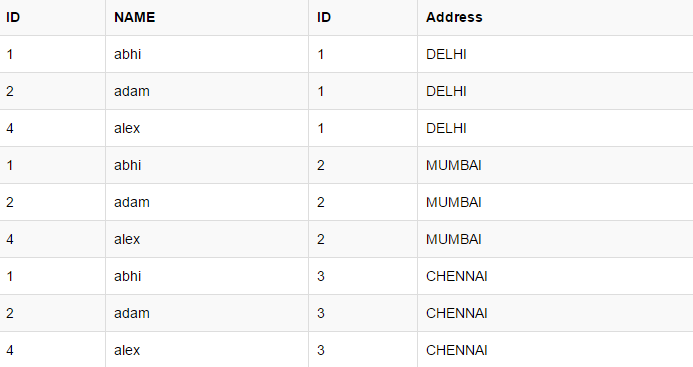 ID NAME ID Address
1 abhi 1 DELHI
2 adam 1 DELHI
4 alex 1 DELHI
1 abhi 2 MUMBAI
2 adam 2 MUMBAI
4 alex 2 MUMBAI
1 abhi 3 CHENNAI
2 adam 3 CHENNAI
4 alex 3 CHENNAI